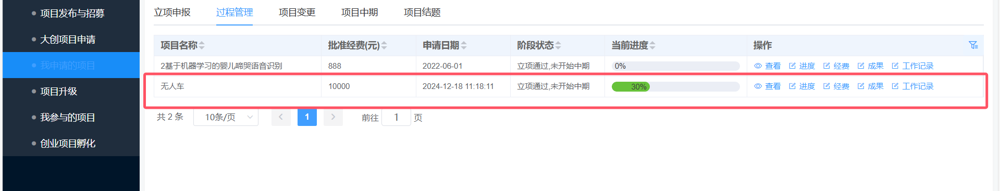 项目发布与招募
大创项目申请
我申请的项目
项目升级
我参与的项目
创业项目孵化
立项申报 过程管理 项目变更 项目中期 项目结题
项目名称 批准经费(元) 申请日期 阶段状态 当前进度 操作
2基于机器学习的婴儿啼哭语音识别 888 2022-06-01 立项通过,未开始中期 0% 查看 进度 经费 成果 工作记录
无人车 10000 2024-12-18 11:18:11 立项通过,未开始中期 30% 查看 进度 经费 成果 工作记录
共 2 条 10条/页 1 前往 1 页